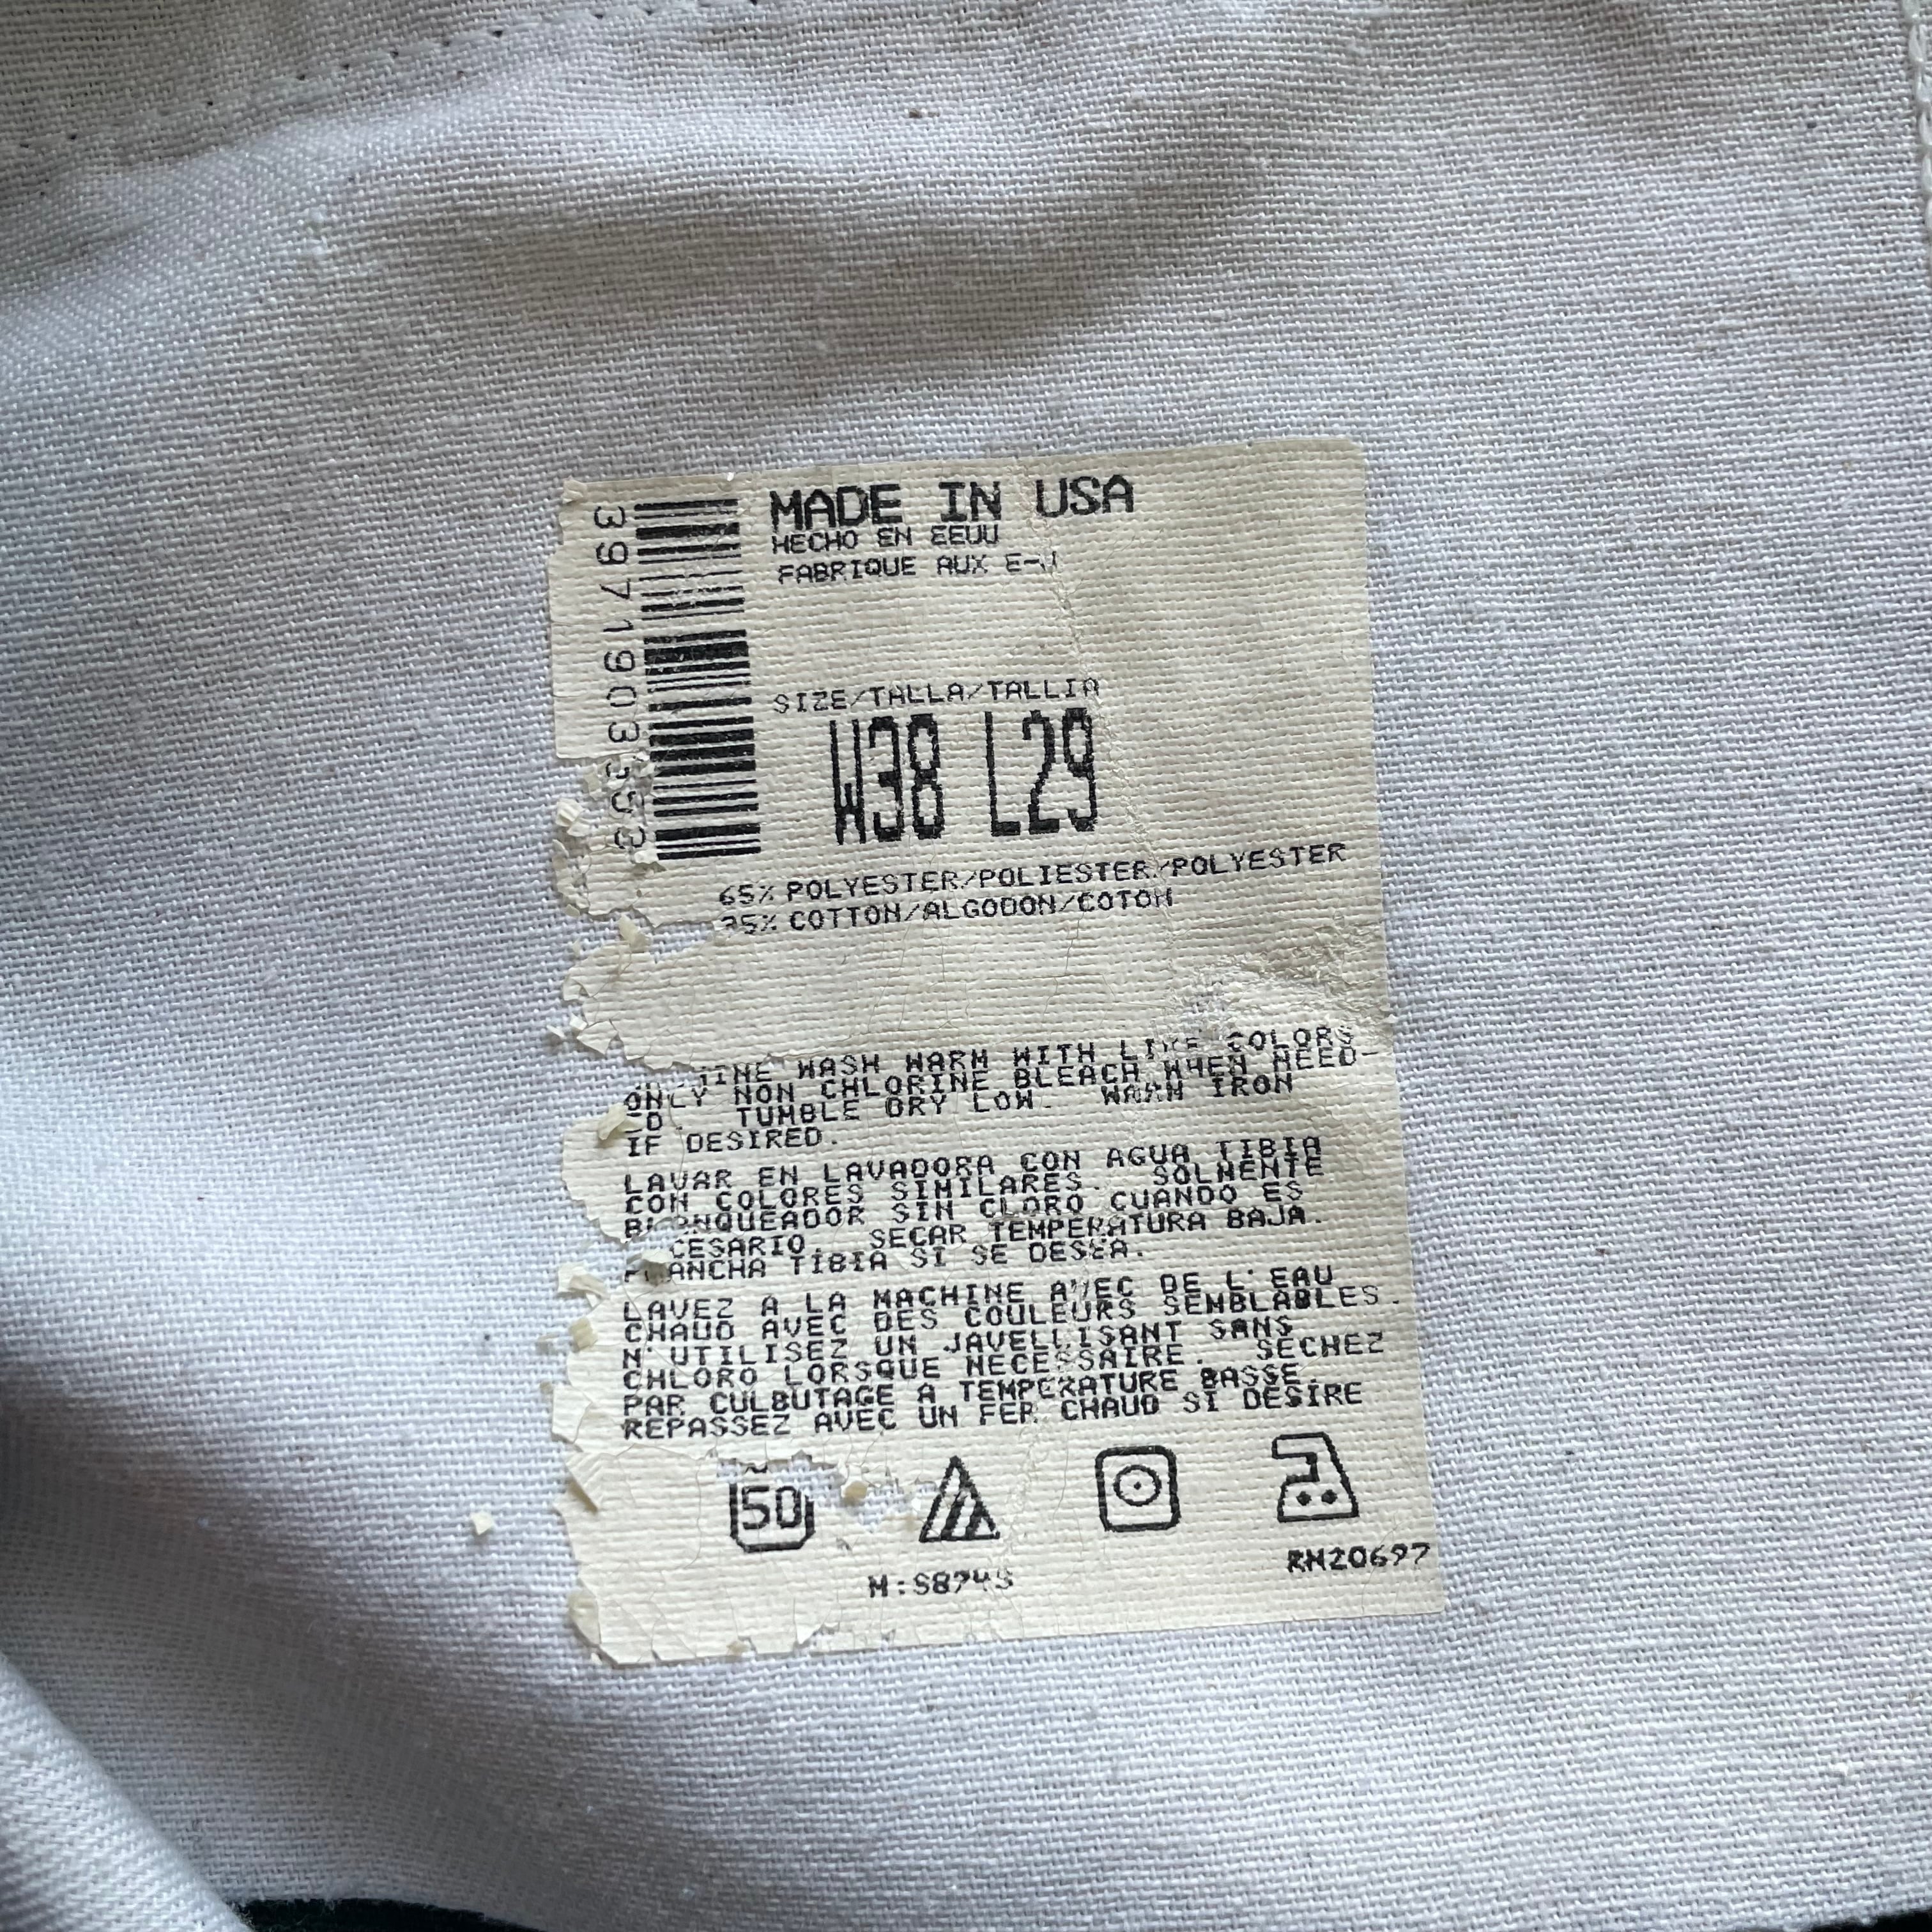 MADE IN USA
HECHO EN EEUU
FABRIQUE AUX E-U
SIZE/TALLA/TALLIA
W38 L29
65% POLYESTER/POLIESTER/POLYESTER
35% COTTON/ALGODON/COTON
WASH WARM WITH LIKE COLORS
ONLY NON CHLORINE BLEACH WHEN NEED-
ED. TUMBLE DRY LOW. WARM IRON
IF DESIRED.
LAVAR EN LAVADORA CON AGUA TIBIA
CON COLORES SIMILARES. SOLMENTE
BLANQUEADOR SIN CLORO CUANDO ES
CESARIO. SECAR TEMPERATURA BAJA.
PLANCHA TIBIA SI SE DESEA.
LAVEZ A LA MACHINE AVEC DE L'EAU
CHAUD AVEC DES COULEURS SEMBLABLES.
N'UTILISEZ UN JAVELLISANT SANS
CHLORO LORSQUE NECESSAIRE. SECHEZ
PAR CULBUTAGE A TEMPERATURE BASSE.
REPASSEZ AVEC UN FER CHAUD SI DESIRE
50
RN20697